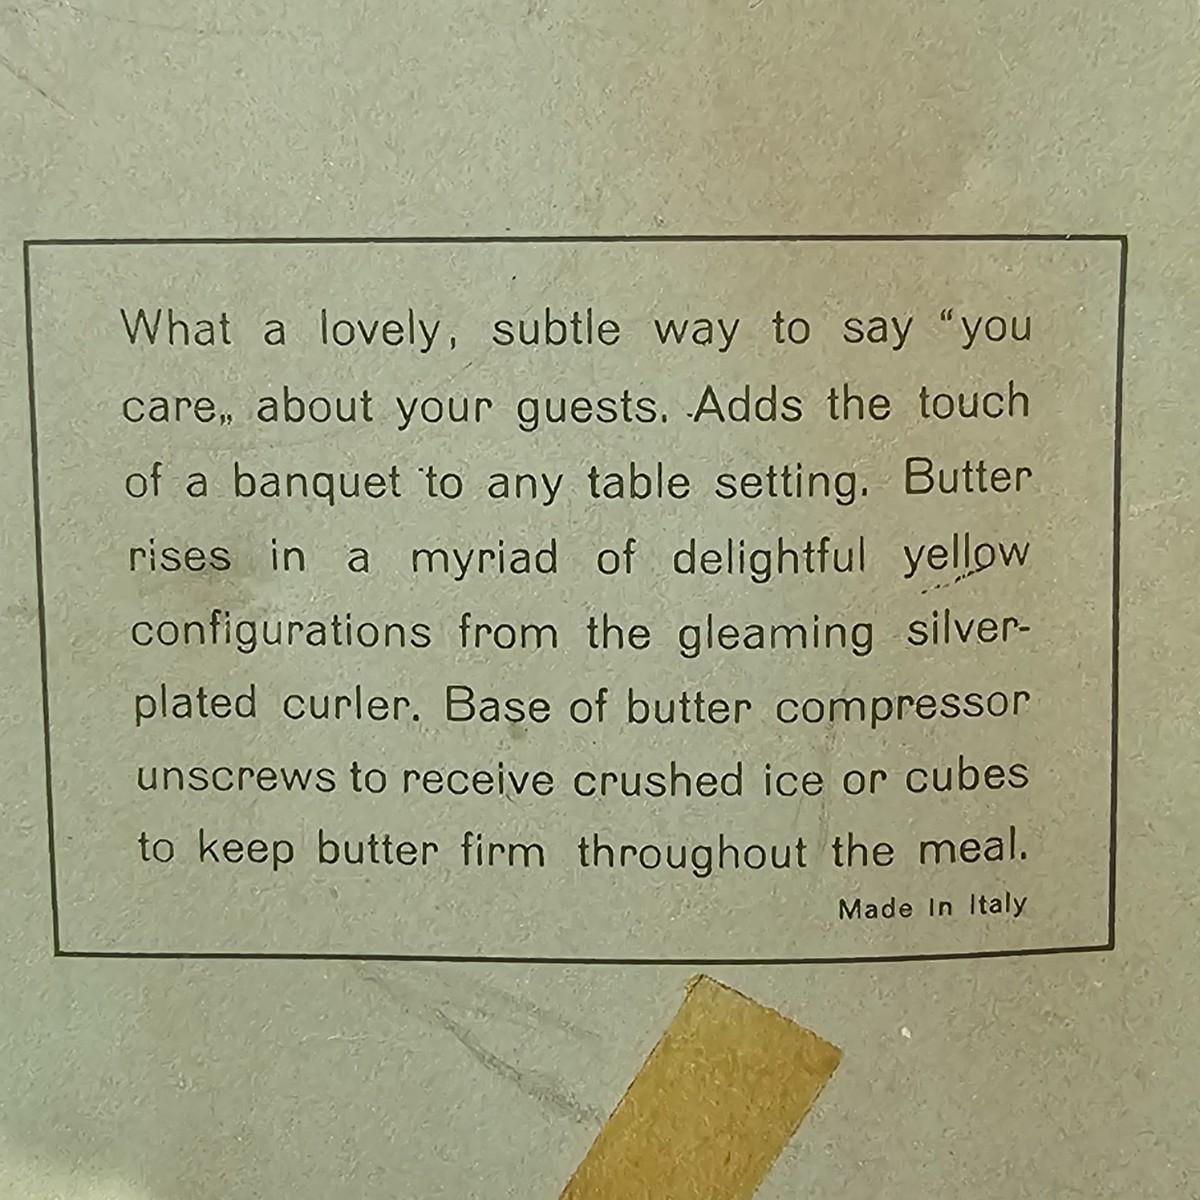 What a lovely, subtle way to say “you
care„ about your guests. Adds the touch
of a banquet to any table setting. Butter
rises in a myriad of delightful yellow
configurations from the gleaming silver-
plated curler. Base of butter compressor
unscrews to receive crushed ice or cubes
to keep butter firm throughout the meal.
Made In Italy